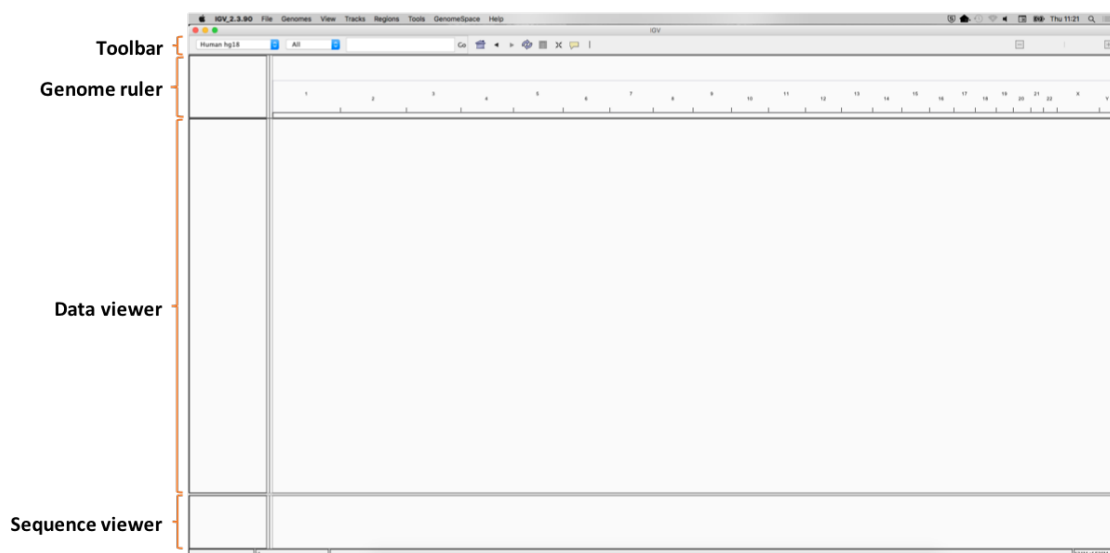 IGV_2.3.90 File Genomes View Tracks Regions Tools GenomeSpace Help Thu 11:21
IGV
Toolbar
Human hg18 All Go
Genome ruler
1 2 3 4 5 6 7 8 9 10 11 12 13 14 15 16 17 18 19 20 21 22 X Y
Data viewer
Sequence viewer